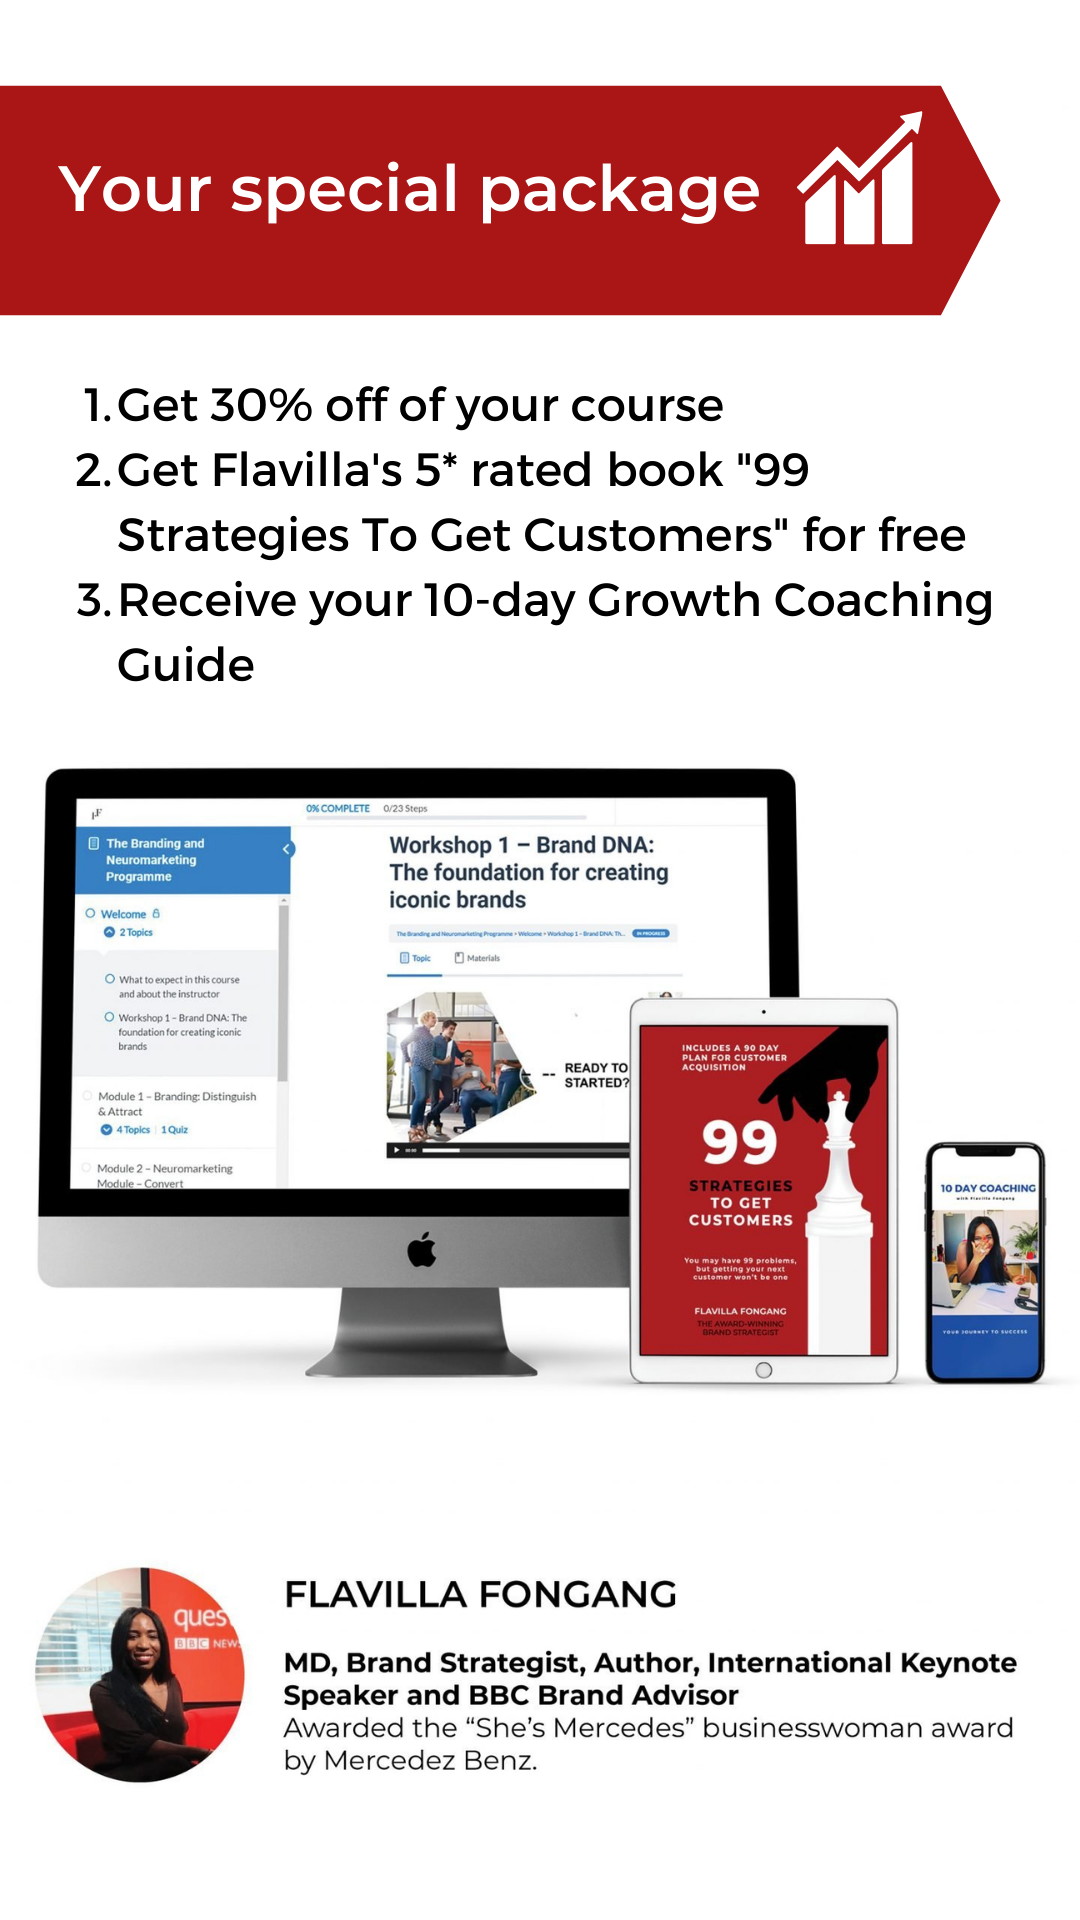 Your special package
1. Get 30% off of your course
2. Get Flavilla's 5* rated book "99
Strategies To Get Customers" for free
3. Receive your 10-day Growth Coaching
Guide
0% COMPLETE 0/23 Steps
The Branding and
Neuromarketing
Programme
Welcome
2 Topics
What to expect in this course
and about the instructor
Workshop 1 – Brand DNA: The
foundation for creating iconic
brands
Module 1 – Branding: Distinguish
& Attract
4 Topics | 1 Quiz
Module 2 – Neuromarketing
Module – Convert
Workshop 1 – Brand DNA:
The foundation for creating
iconic brands
The Branding and Neuromarketing Programme > Welcome > Workshop 1 – Brand DNA: Th... IN PROGRESS
Topic Materials
READY TO
STARTED?
INCLUDES A 90 DAY
PLAN FOR CUSTOMER
ACQUISITION
99
STRATEGIES
TO GET
CUSTOMERS
You may have 99 problems,
but getting your next
customer won't be one
FLAVILLA FONGANG
THE AWARD-WINNING
BRAND STRATEGIST
10 DAY COACHING
with Flavilla Fongang
YOUR JOURNEY TO SUCCESS
ques
BBC NEWS
FLAVILLA FONGANG
MD, Brand Strategist, Author, International Keynote
Speaker and BBC Brand Advisor
Awarded the “She’s Mercedes” businesswoman award
by Mercedez Benz.